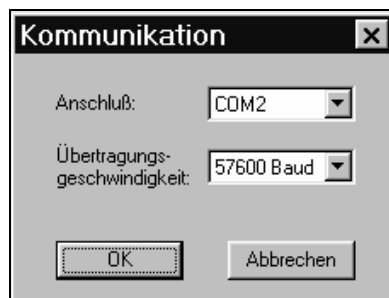 Kommunikation
Anschluß: COM2
Übertragungs-
geschwindigkeit: 57600 Baud
OK Abbrechen